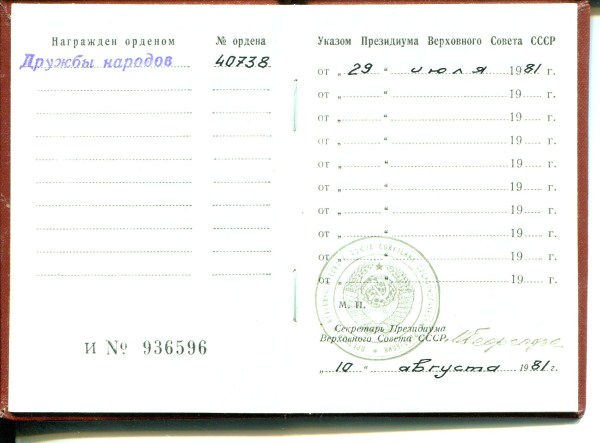 Награжден орденом № ордена
Дружбы народов 40738
И № 936596
Указом Президиума Верховного Совета СССР
от „ 29 “ июля 1981 г.
от „ “ 19 г.
от „ “ 19 г.
от „ “ 19 г.
от „ “ 19 г.
от „ “ 19 г.
от „ “ 19 г.
от „ “ 19 г.
от „ “ 19 г.
от „ “ 19 г.
М. П.
Секретарь Президиума
Верховного Совета СССР
„ 10 “ августа 1981 г.